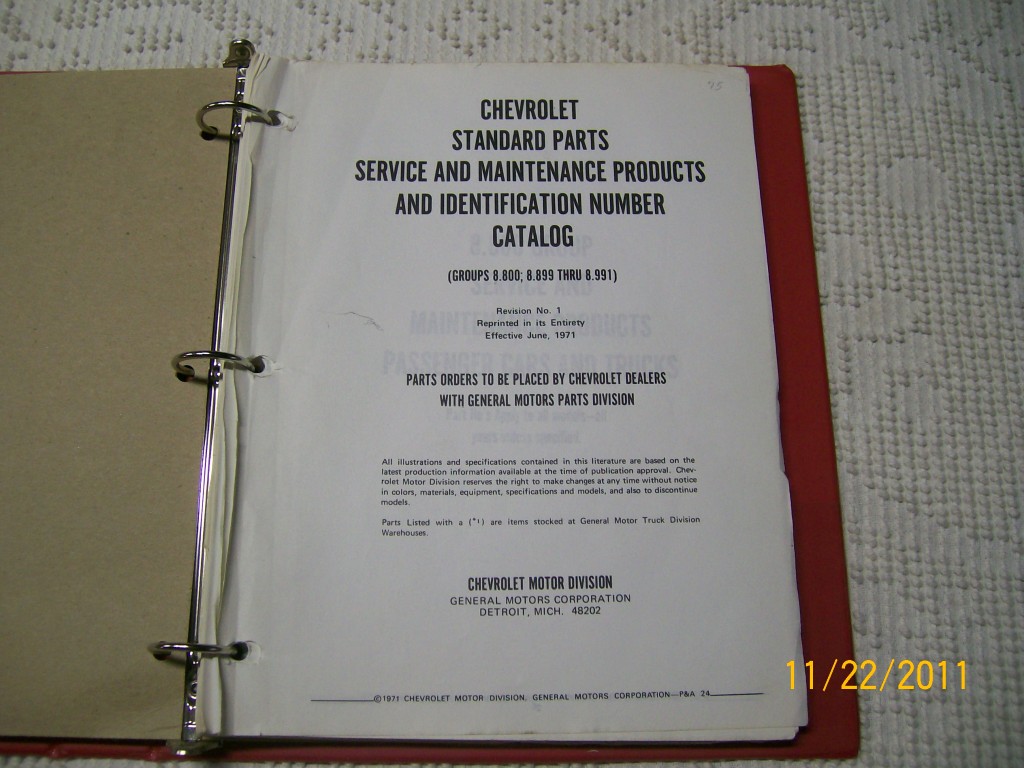 '75
CHEVROLET
STANDARD PARTS
SERVICE AND MAINTENANCE PRODUCTS
AND IDENTIFICATION NUMBER
CATALOG
(GROUPS 8.800; 8.899 THRU 8.991)
Revision No. 1
Reprinted in its Entirety
Effective June, 1971
PARTS ORDERS TO BE PLACED BY CHEVROLET DEALERS
WITH GENERAL MOTORS PARTS DIVISION
All illustrations and specifications contained in this literature are based on the
latest production information available at the time of publication approval. Chev-
rolet Motor Division reserves the right to make changes at any time without notice
in colors, materials, equipment, specifications and models, and also to discontinue
models.
Parts Listed with a (*1) are items stocked at General Motor Truck Division
Warehouses.
CHEVROLET MOTOR DIVISION
GENERAL MOTORS CORPORATION
DETROIT, MICH. 48202
©1971 CHEVROLET MOTOR DIVISION, GENERAL MOTORS CORPORATION—P&A 24
11/22/2011